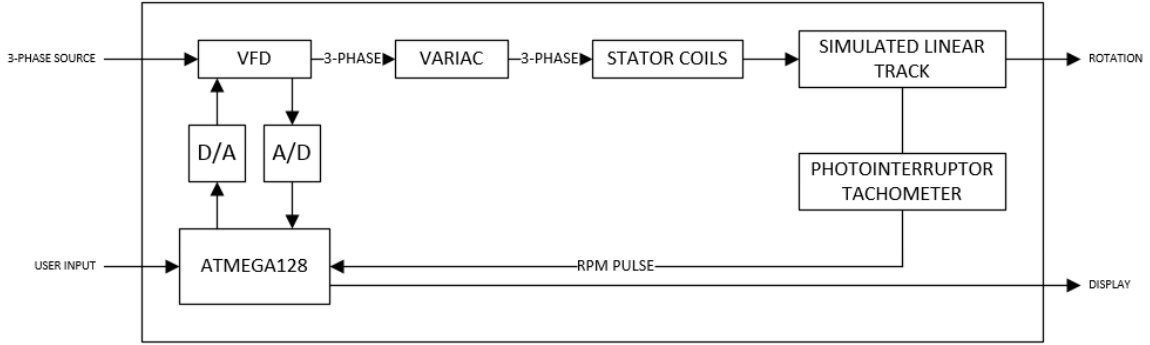 3-PHASE SOURCE
VFD
3-PHASE
VARIAC
3-PHASE
STATOR COILS
SIMULATED LINEAR
TRACK
ROTATION
D/A
A/D
PHOTOINTERRUPTOR
TACHOMETER
USER INPUT
ATMEGA128
RPM PULSE
DISPLAY